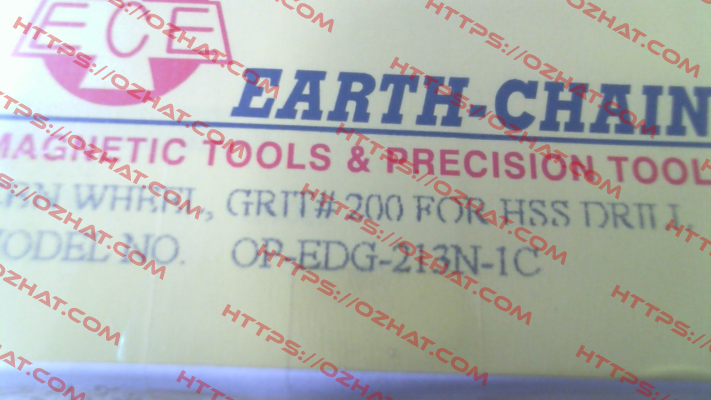 ECE
EARTH-CHAIN
MAGNETIC TOOLS & PRECISION TOOL
WHEEL, GRIT# 200 FOR HSS DRILL
MODEL NO. OP-EDG-213N-1C
HTTPS://OZHAT.COM